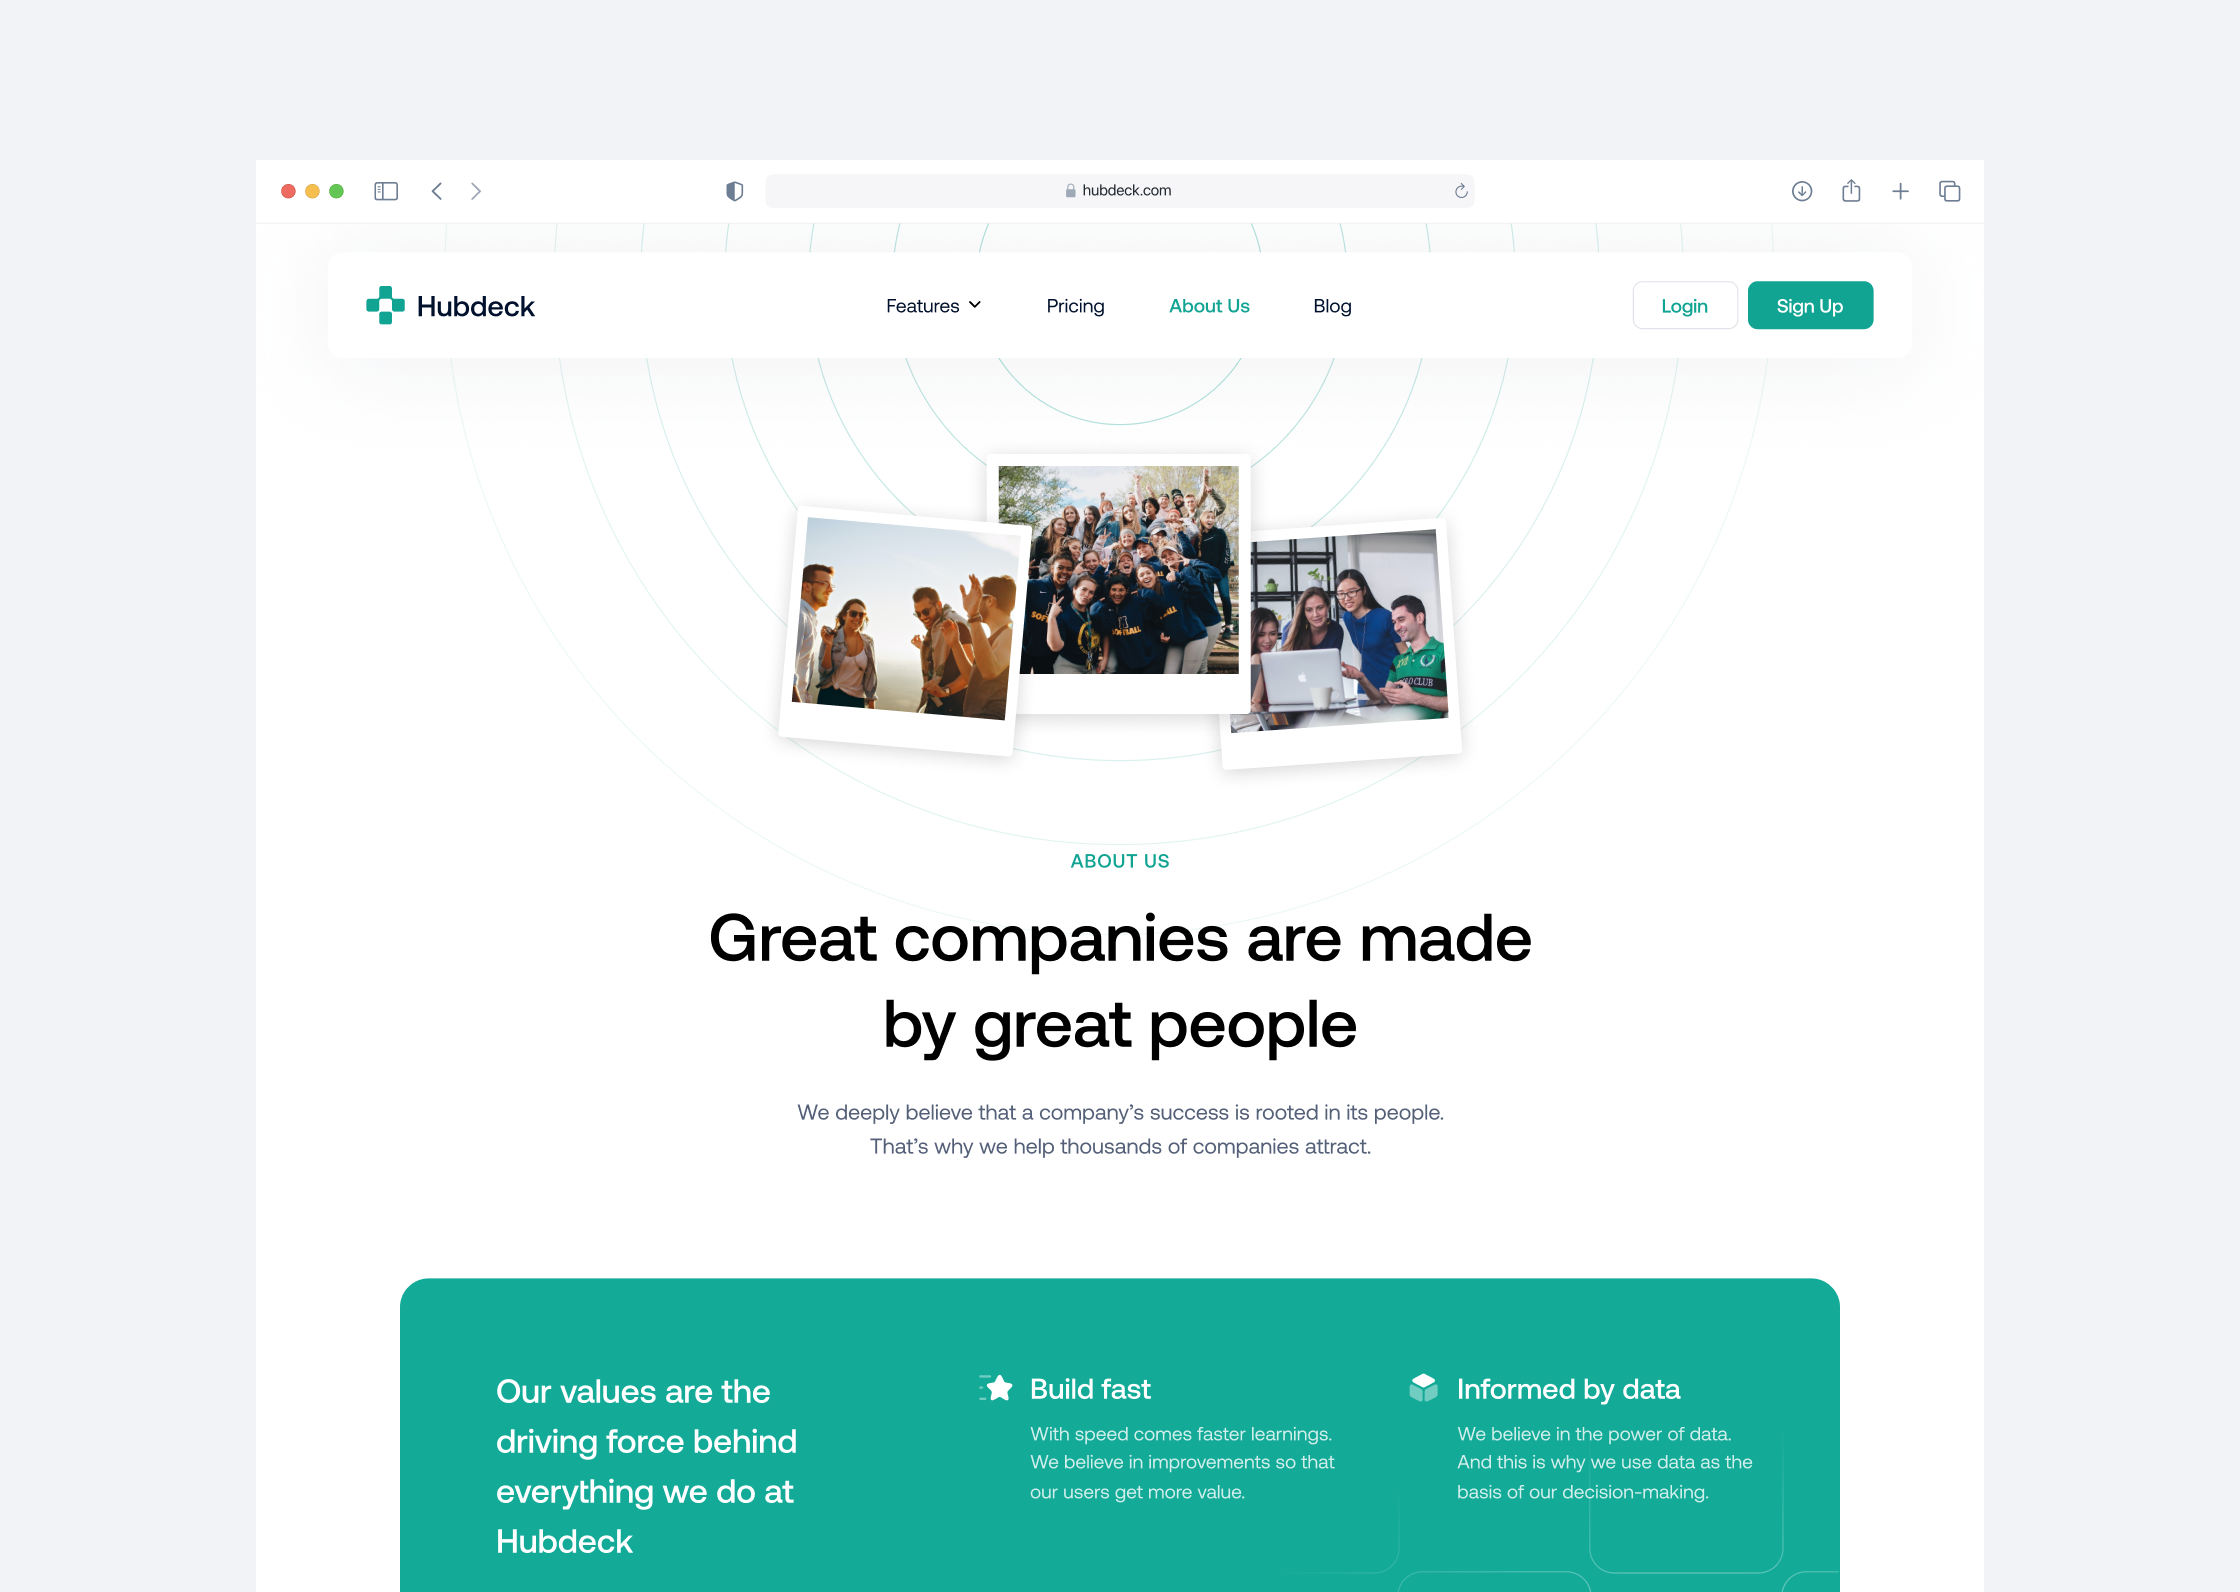 hubdeck.com
Hubdeck
Features
Pricing
About Us
Blog
Login
Sign Up
SOFTBALL
ABOUT US
Great companies are made
by great people
We deeply believe that a company’s success is rooted in its people.
That’s why we help thousands of companies attract.
Our values are the
driving force behind
everything we do at
Hubdeck
Build fast
With speed comes faster learnings.
We believe in improvements so that
our users get more value.
Informed by data
We believe in the power of data.
And this is why we use data as the
basis of our decision-making.